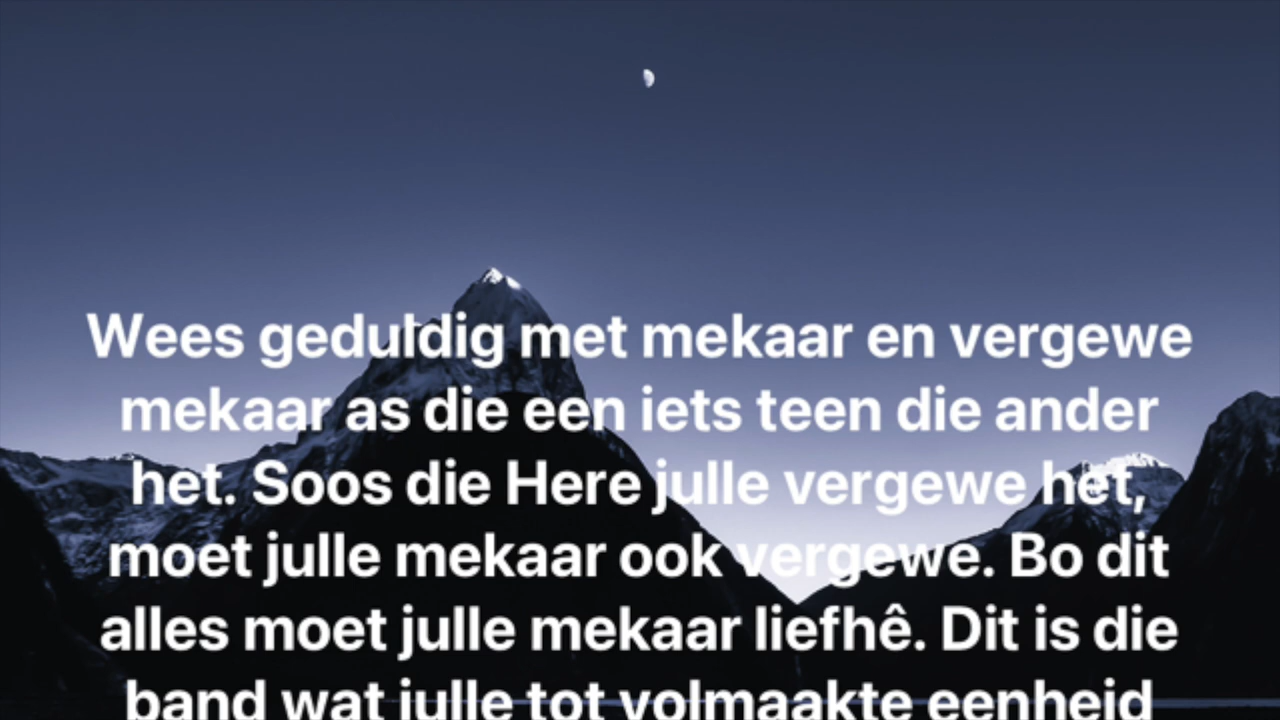 Wees geduldig met mekaar en vergewe
mekaar as die een iets teen die ander
het. Soos die Here julle vergewe het,
moet julle mekaar ook vergewe. Bo dit
alles moet julle mekaar liefhê. Dit is die
band wat julle tot volmaakte eenheid